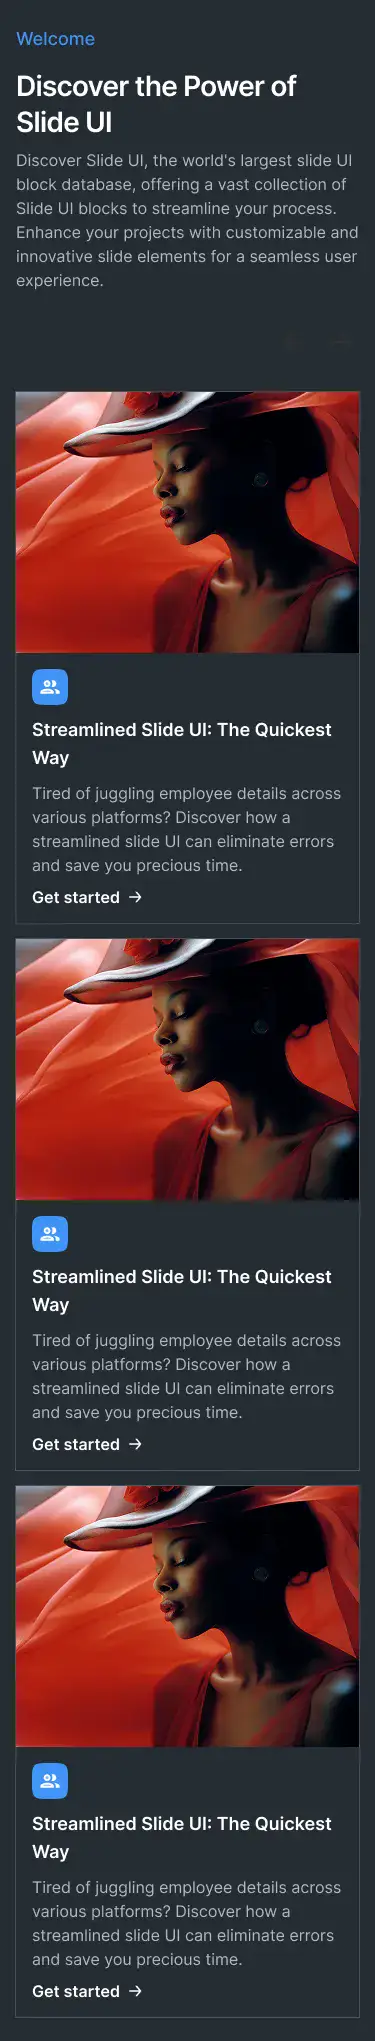 Welcome
Discover the Power of
Slide UI
Discover Slide UI, the world's largest slide UI
block database, offering a vast collection of
Slide UI blocks to streamline your process.
Enhance your projects with customizable and
innovative slide elements for a seamless user
experience.
Streamlined Slide UI: The Quickest
Way
Tired of juggling employee details across
various platforms? Discover how a
streamlined slide UI can eliminate errors
and save you precious time.
Get started →
Streamlined Slide UI: The Quickest
Way
Tired of juggling employee details across
various platforms? Discover how a
streamlined slide UI can eliminate errors
and save you precious time.
Get started →
Streamlined Slide UI: The Quickest
Way
Tired of juggling employee details across
various platforms? Discover how a
streamlined slide UI can eliminate errors
and save you precious time.
Get started →